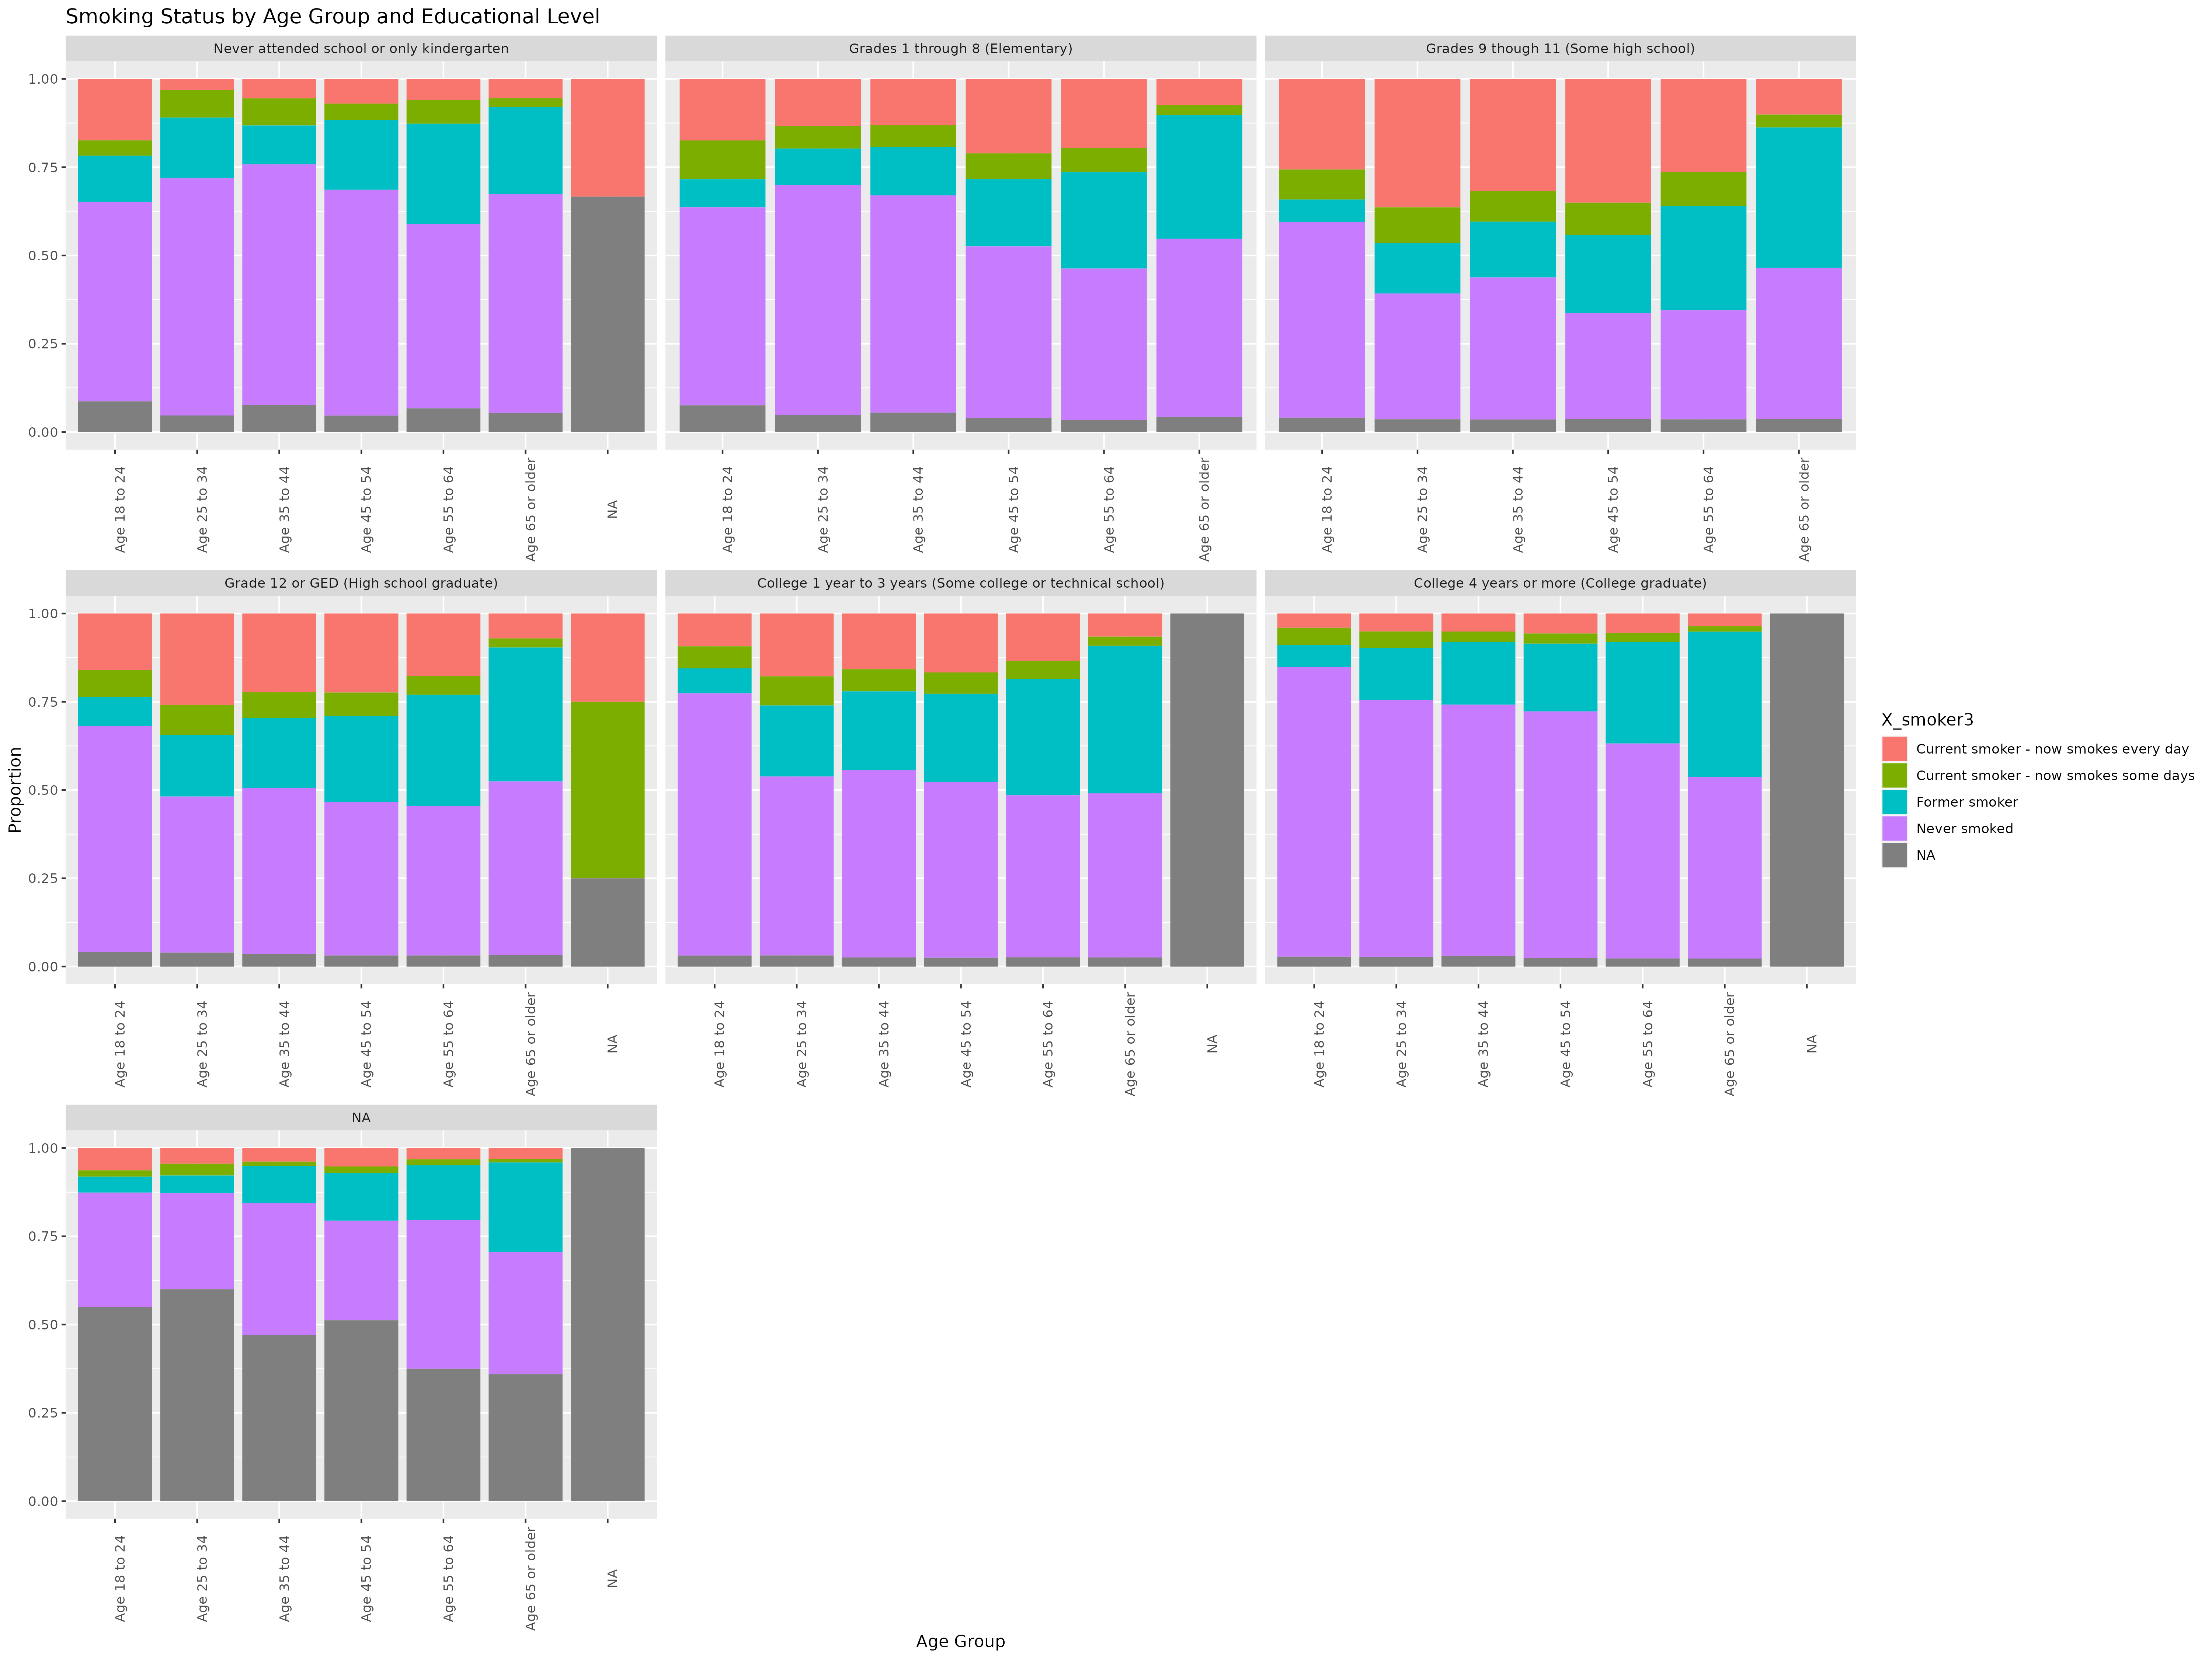 Smoking Status by Age Group and Educational Level
Never attended school or only kindergarten
Grades 1 through 8 (Elementary)
Grades 9 though 11 (Some high school)
1.00
0.75
0.50
0.25
0.00
Age 18 to 24
Age 25 to 34
Age 35 to 44
Age 45 to 54
Age 55 to 64
Age 65 or older
NA
Age 18 to 24
Age 25 to 34
Age 35 to 44
Age 45 to 54
Age 55 to 64
Age 65 or older
Age 18 to 24
Age 25 to 34
Age 35 to 44
Age 45 to 54
Age 55 to 64
Age 65 or older
Grade 12 or GED (High school graduate)
College 1 year to 3 years (Some college or technical school)
College 4 years or more (College graduate)
1.00
0.75
0.50
0.25
0.00
Age 18 to 24
Age 25 to 34
Age 35 to 44
Age 45 to 54
Age 55 to 64
Age 65 or older
NA
Age 18 to 24
Age 25 to 34
Age 35 to 44
Age 45 to 54
Age 55 to 64
Age 65 or older
NA
Age 18 to 24
Age 25 to 34
Age 35 to 44
Age 45 to 54
Age 55 to 64
Age 65 or older
NA
NA
1.00
0.75
0.50
0.25
0.00
Age 18 to 24
Age 25 to 34
Age 35 to 44
Age 45 to 54
Age 55 to 64
Age 65 or older
NA
Proportion
Age Group
X_smoker3
Current smoker - now smokes every day
Current smoker - now smokes some days
Former smoker
Never smoked
NA